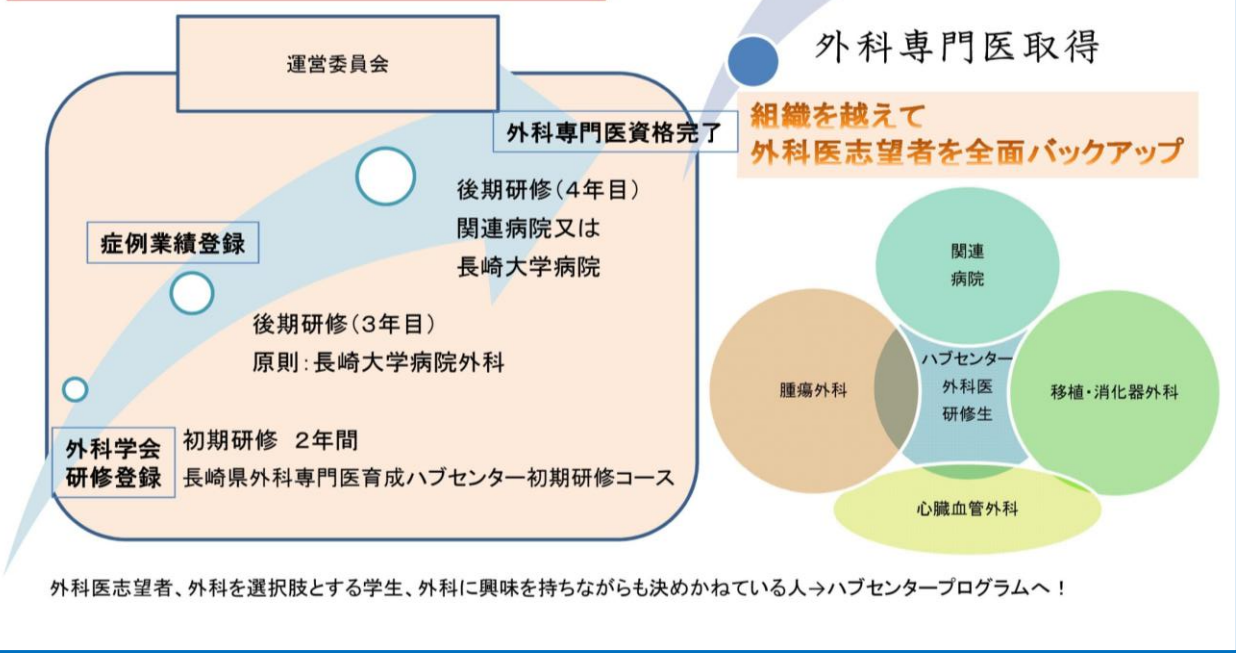 運営委員会
外科専門医取得
外科専門医資格完了
組織を越えて
外科医志望者を全面バックアップ
後期研修（４年目）
関連病院又は
長崎大学病院
症例業績登録
後期研修（３年目）
原則：長崎大学病院外科
外科学会
研修登録
初期研修　２年間
長崎県外科専門医育成ハブセンター初期研修コース
関連
病院
腫瘍外科
ハブセンター
外科医
研修生
移植・消化器外科
心臓血管外科
外科医志望者、外科を選択肢とする学生、外科に興味を持ちながらも決めかねている人→ハブセンタープログラムへ！